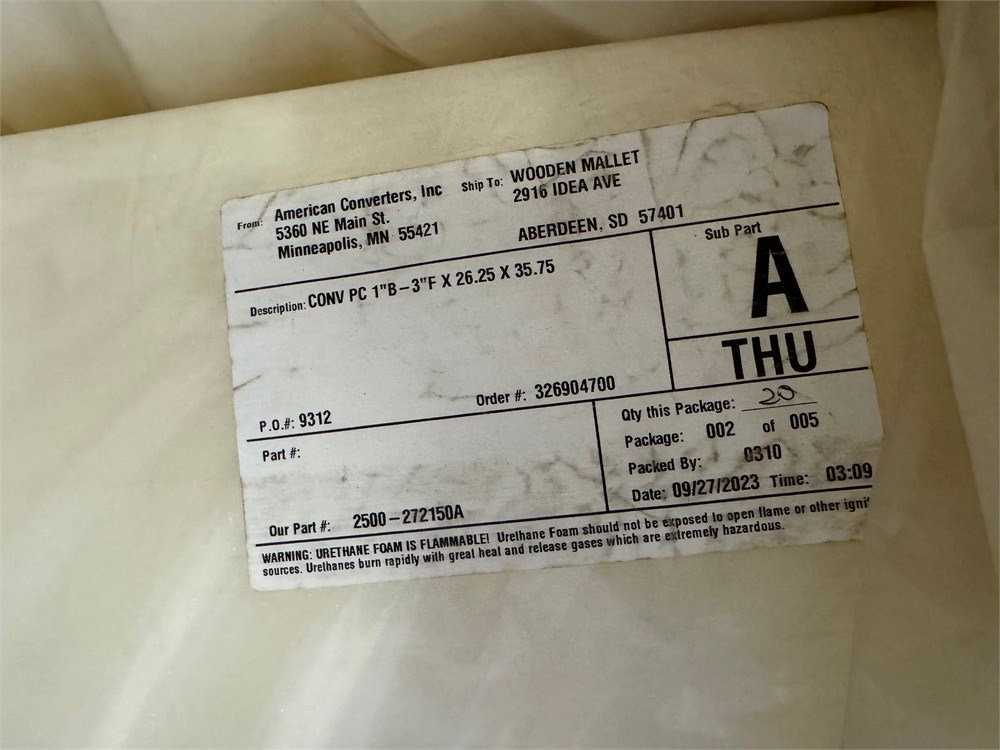 From: American Converters, Inc
5360 NE Main St.
Minneapolis, MN 55421
Ship To: WOODEN MALLET
2916 IDEA AVE
ABERDEEN, SD 57401
Description: CONV PC 1"B-3"F X 26.25 X 35.75
Sub Part
A
THU
P.O.#: 9312
Order #: 326904700
Part #:
Our Part #: 2500-272150A
Qty this Package: 20
Package: 002 of 005
Packed By: 0310
Date: 09/27/2023 Time: 03:09
WARNING: URETHANE FOAM IS FLAMMABLE! Urethane Foam should not be exposed to open flame or other igni
sources. Urethanes burn rapidly with great heat and release gases which are extremely hazardous.